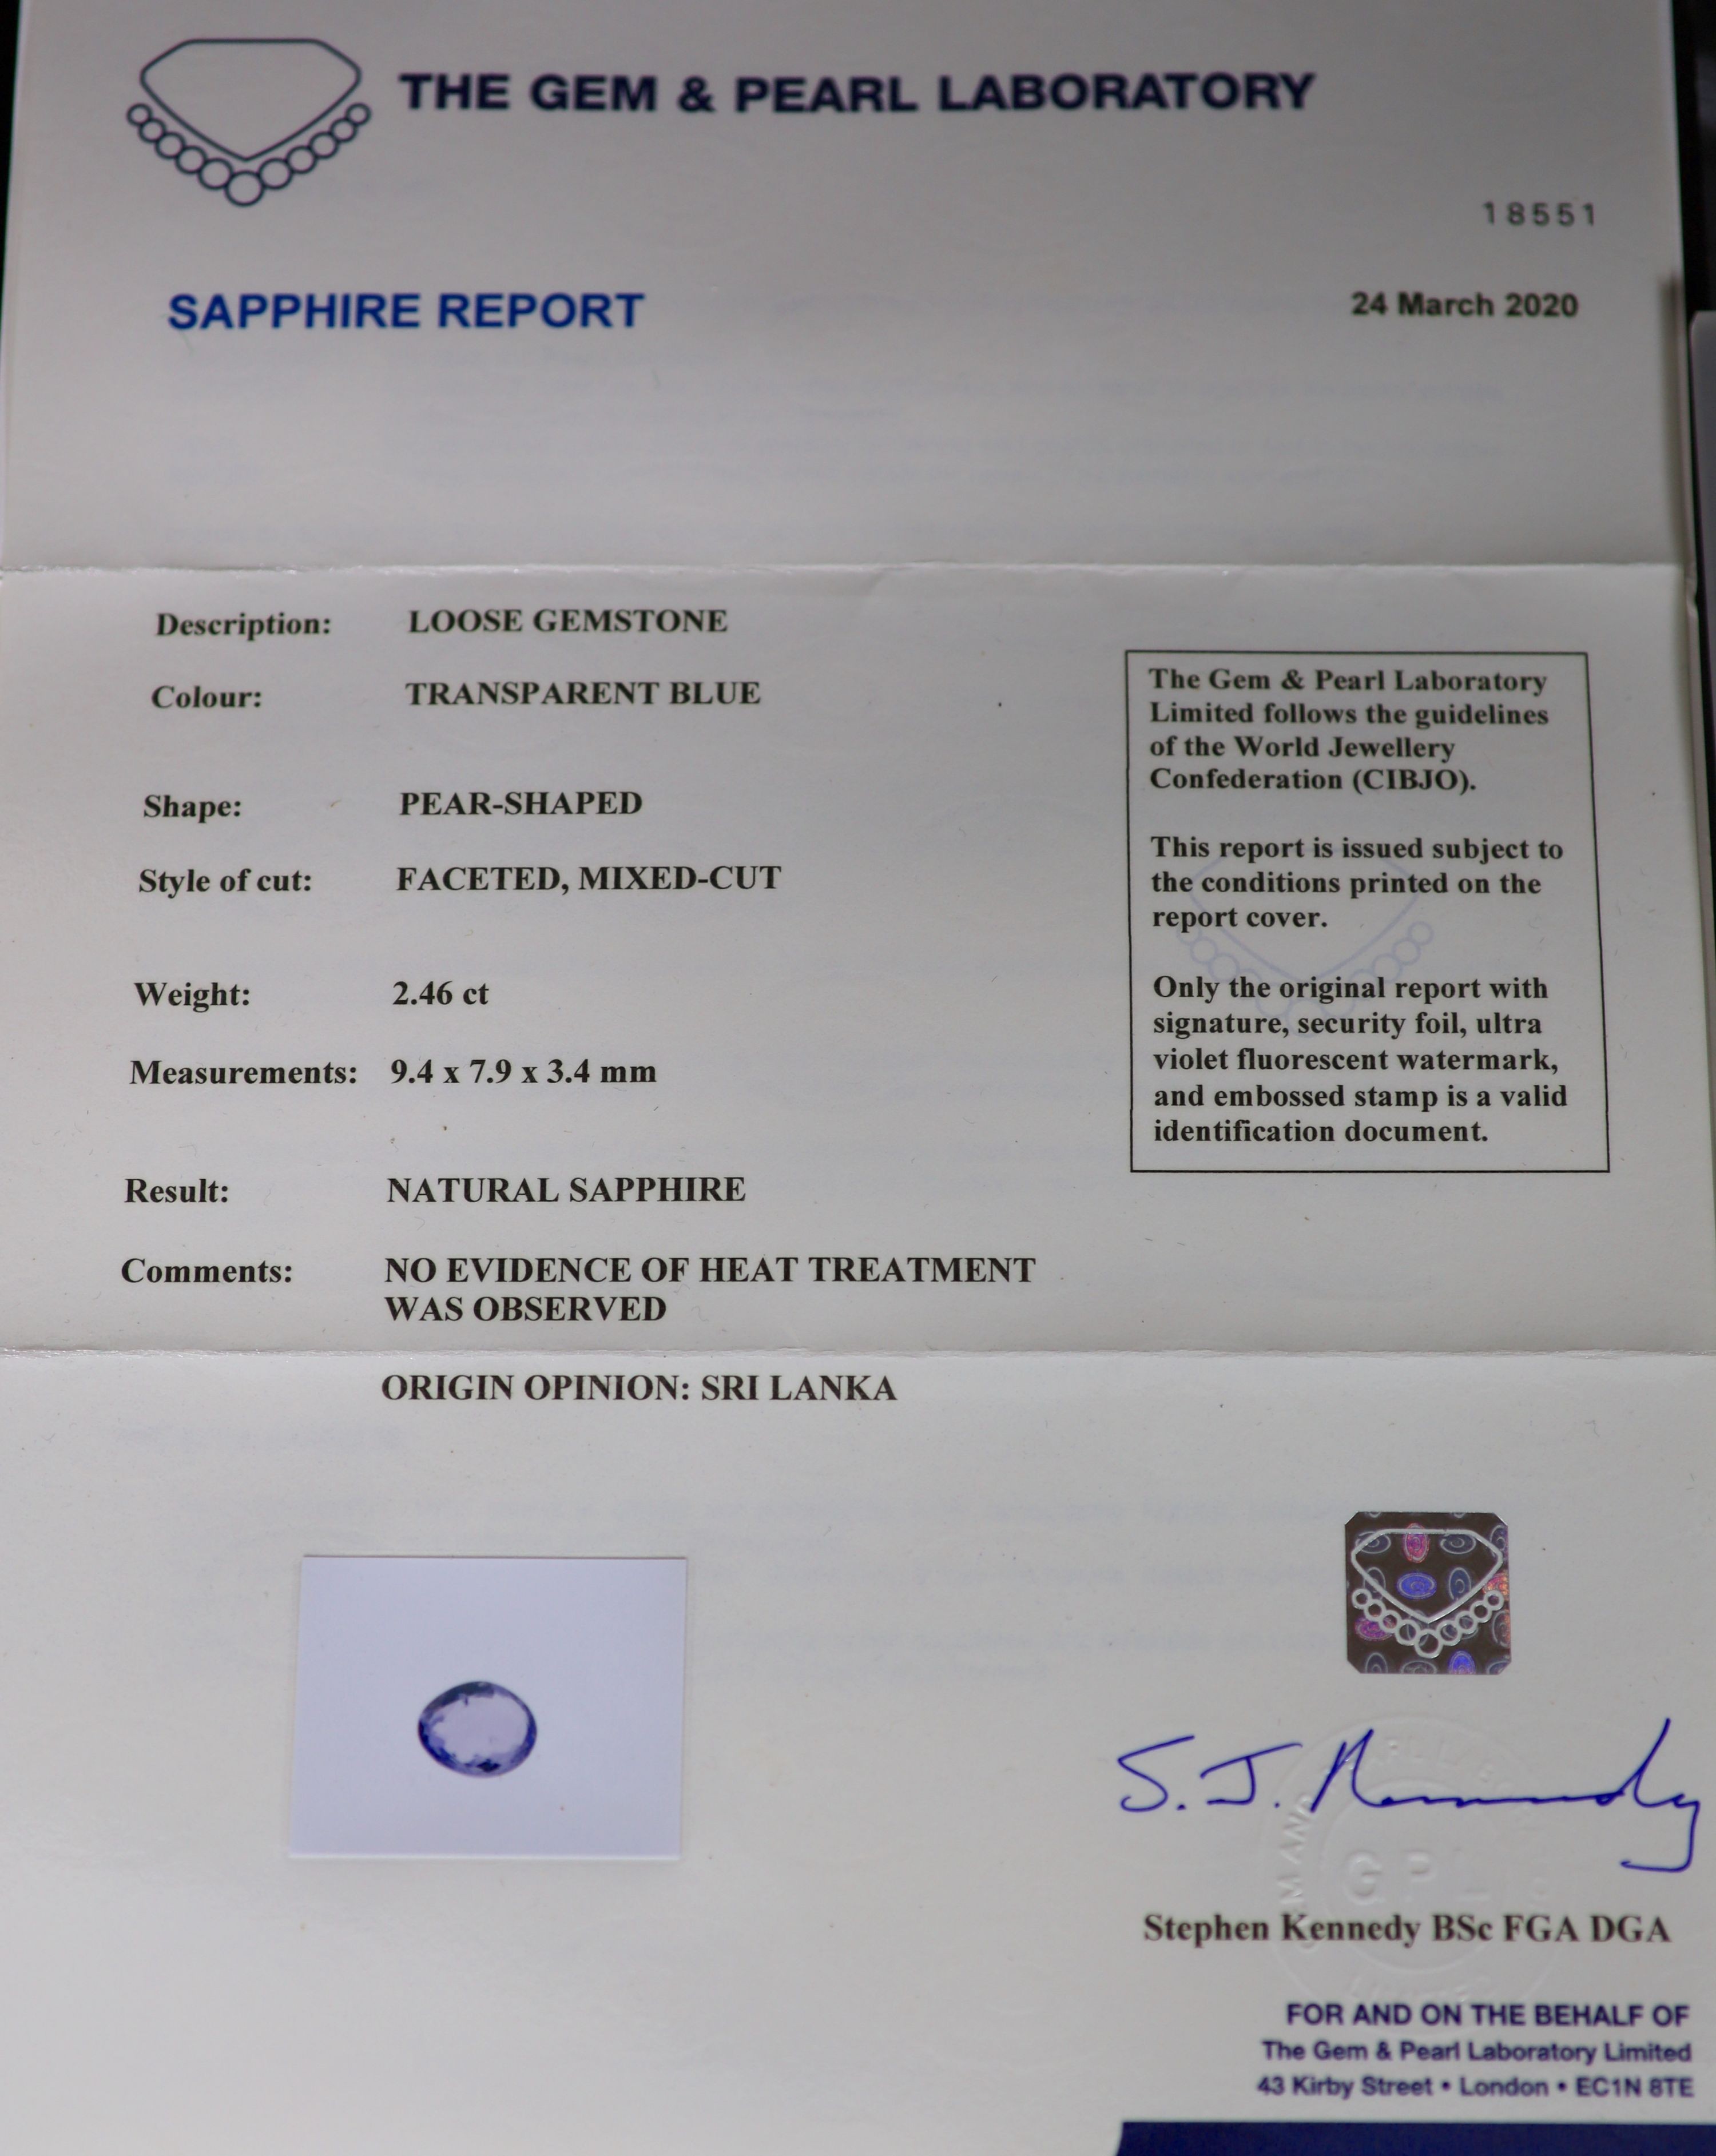 THE GEM & PEARL LABORATORY
18551
SAPPHIRE REPORT
24 March 2020
Description: LOOSE GEMSTONE
Colour: TRANSPARENT BLUE
Shape: PEAR-SHAPED
Style of cut: FACETED, MIXED-CUT
Weight: 2.46 ct
Measurements: 9.4 x 7.9 x 3.4 mm
Result: NATURAL SAPPHIRE
Comments: NO EVIDENCE OF HEAT TREATMENT
WAS OBSERVED
ORIGIN OPINION: SRI LANKA
The Gem & Pearl Laboratory
Limited follows the guidelines
of the World Jewellery
Confederation (CIBJO).
This report is issued subject to
the conditions printed on the
report cover.
Only the original report with
signature, security foil, ultra
violet fluorescent watermark,
and embossed stamp is a valid
identification document.
S. J. Kennedy
GPL
Stephen Kennedy BSc FGA DGA
FOR AND ON THE BEHALF OF
The Gem & Pearl Laboratory Limited
43 Kirby Street • London • EC1N 8TE